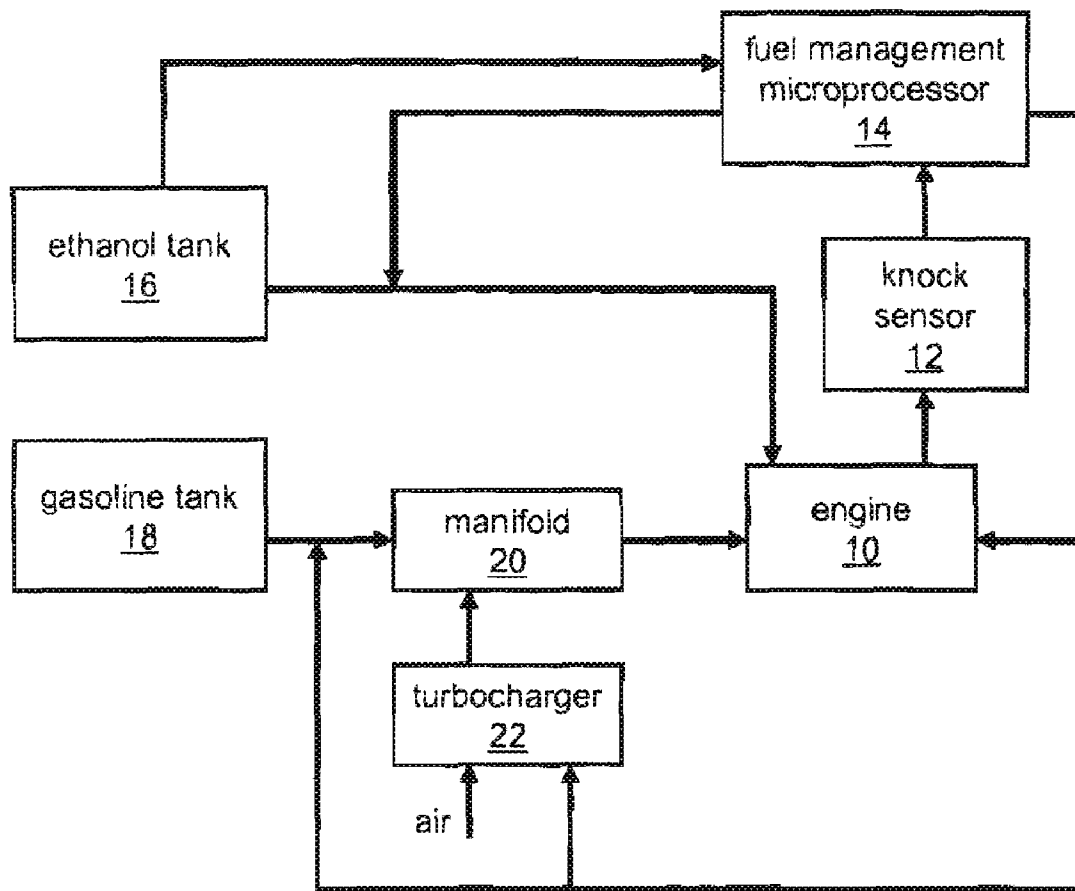 fuel management
microprocessor
14
ethanol tank
16
knock
sensor
12
gasoline tank
18
manifold
20
engine
10
turbocharger
22
air